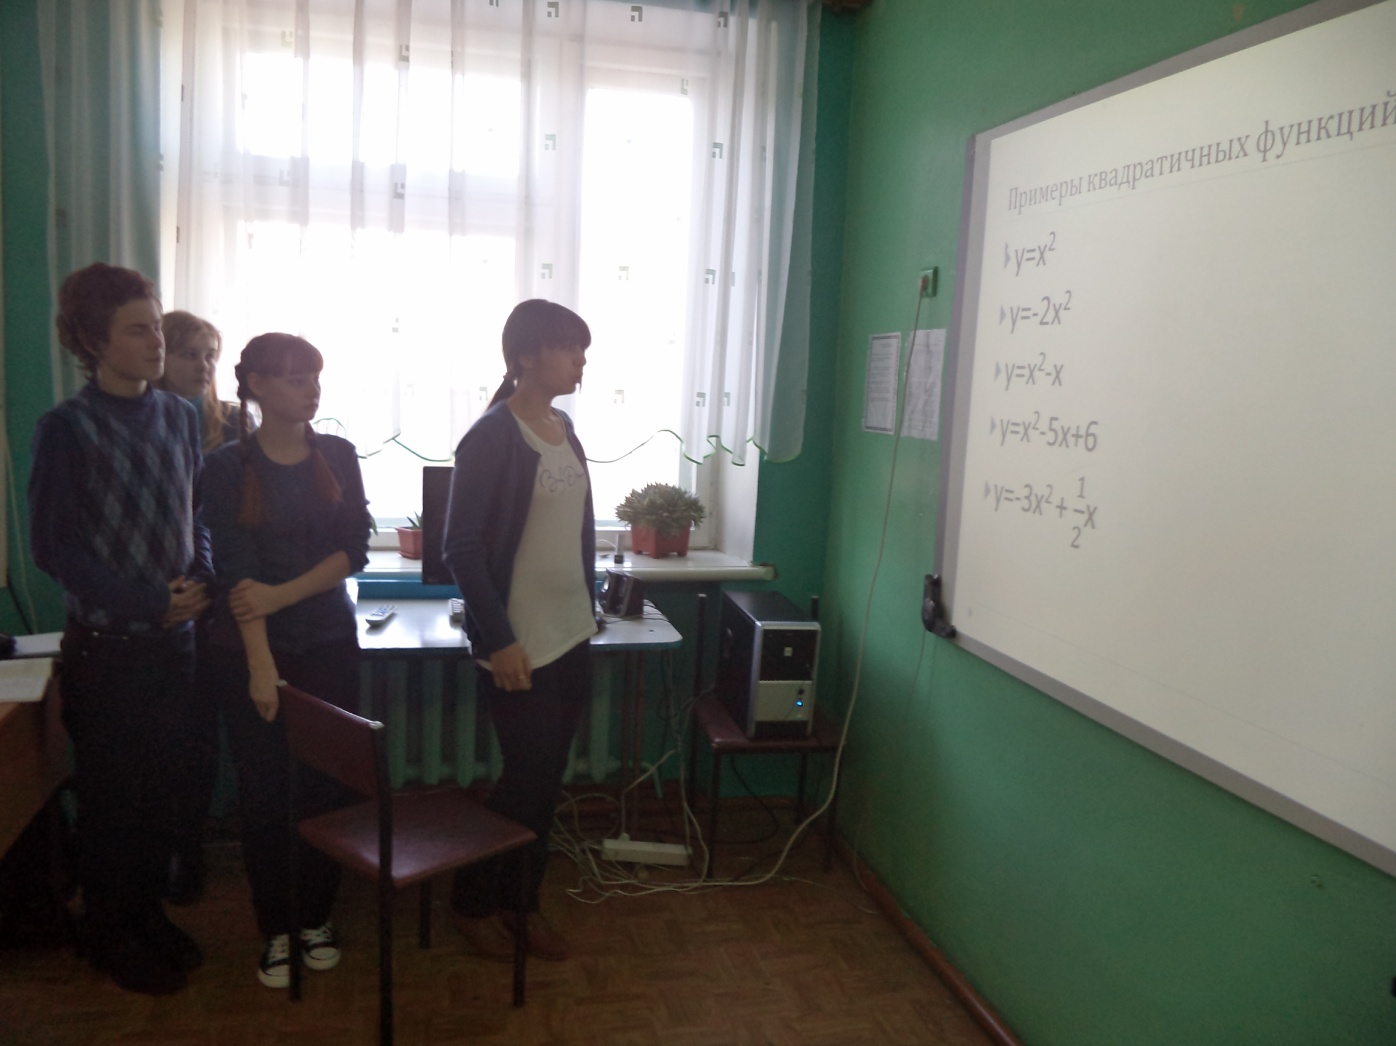 Примеры квадратичных функций
y=x²
y=-2x²
y=x²-x
y=x²-5x+6
y=-3x²+1/2x